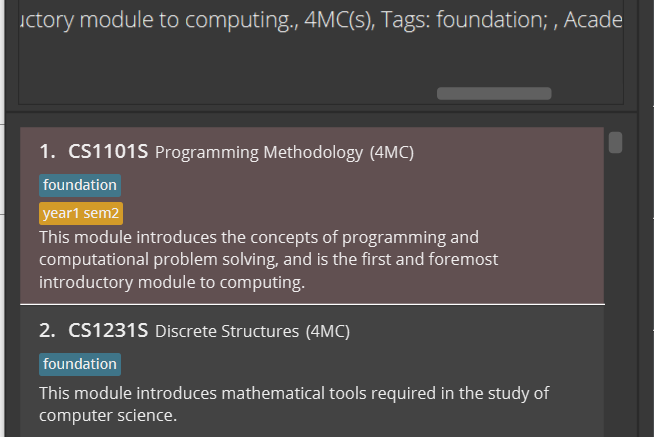 uctory module to computing., 4MC(s), Tags: foundation; , Acade
1. CS1101S Programming Methodology (4MC)
foundation
year1 sem2
This module introduces the concepts of programming and
computational problem solving, and is the first and foremost
introductory module to computing.
2. CS1231S Discrete Structures (4MC)
foundation
This module introduces mathematical tools required in the study of
computer science.